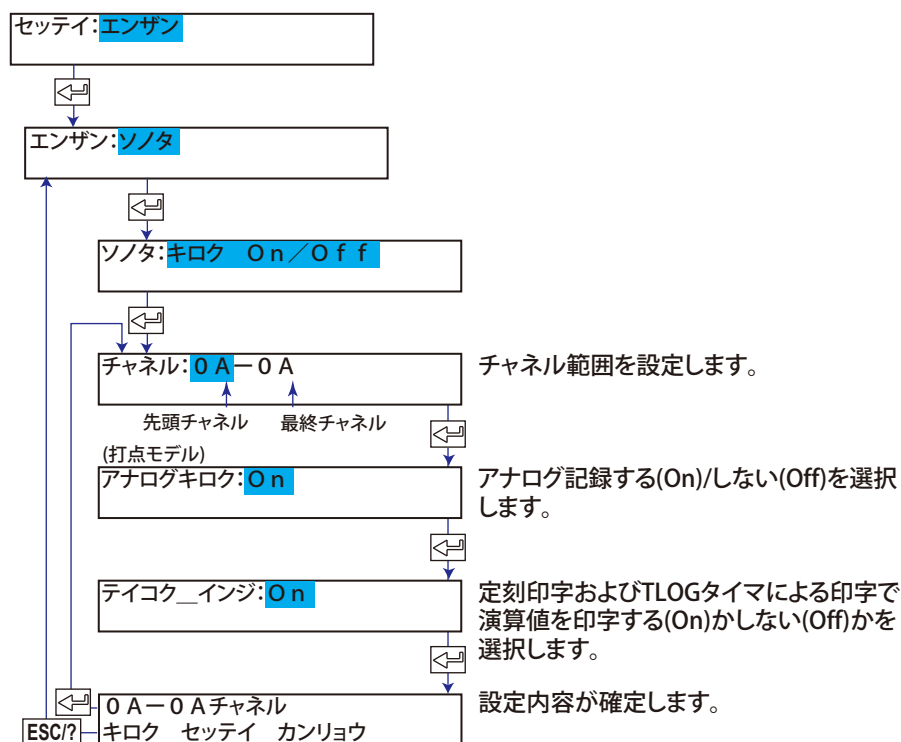 セッテイ：エンザン
エンザン：ソノタ
ソノタ：キロク　Ｏｎ／Ｏｆｆ
チャネル：０Ａ－０Ａ
チャネル範囲を設定します。
先頭チャネル　最終チャネル
(打点モデル)
アナログキロク：Ｏｎ
アナログ記録する(On)/しない(Off)を選択
します。
テイコク＿インジ：Ｏｎ
定刻印字およびTLOGタイマによる印字で
演算値を印字する(On)かしない(Off)かを
選択します。
０Ａ－０Ａチャネル
設定内容が確定します。
ESC/?
キロク　セッテイ　カンリョウ